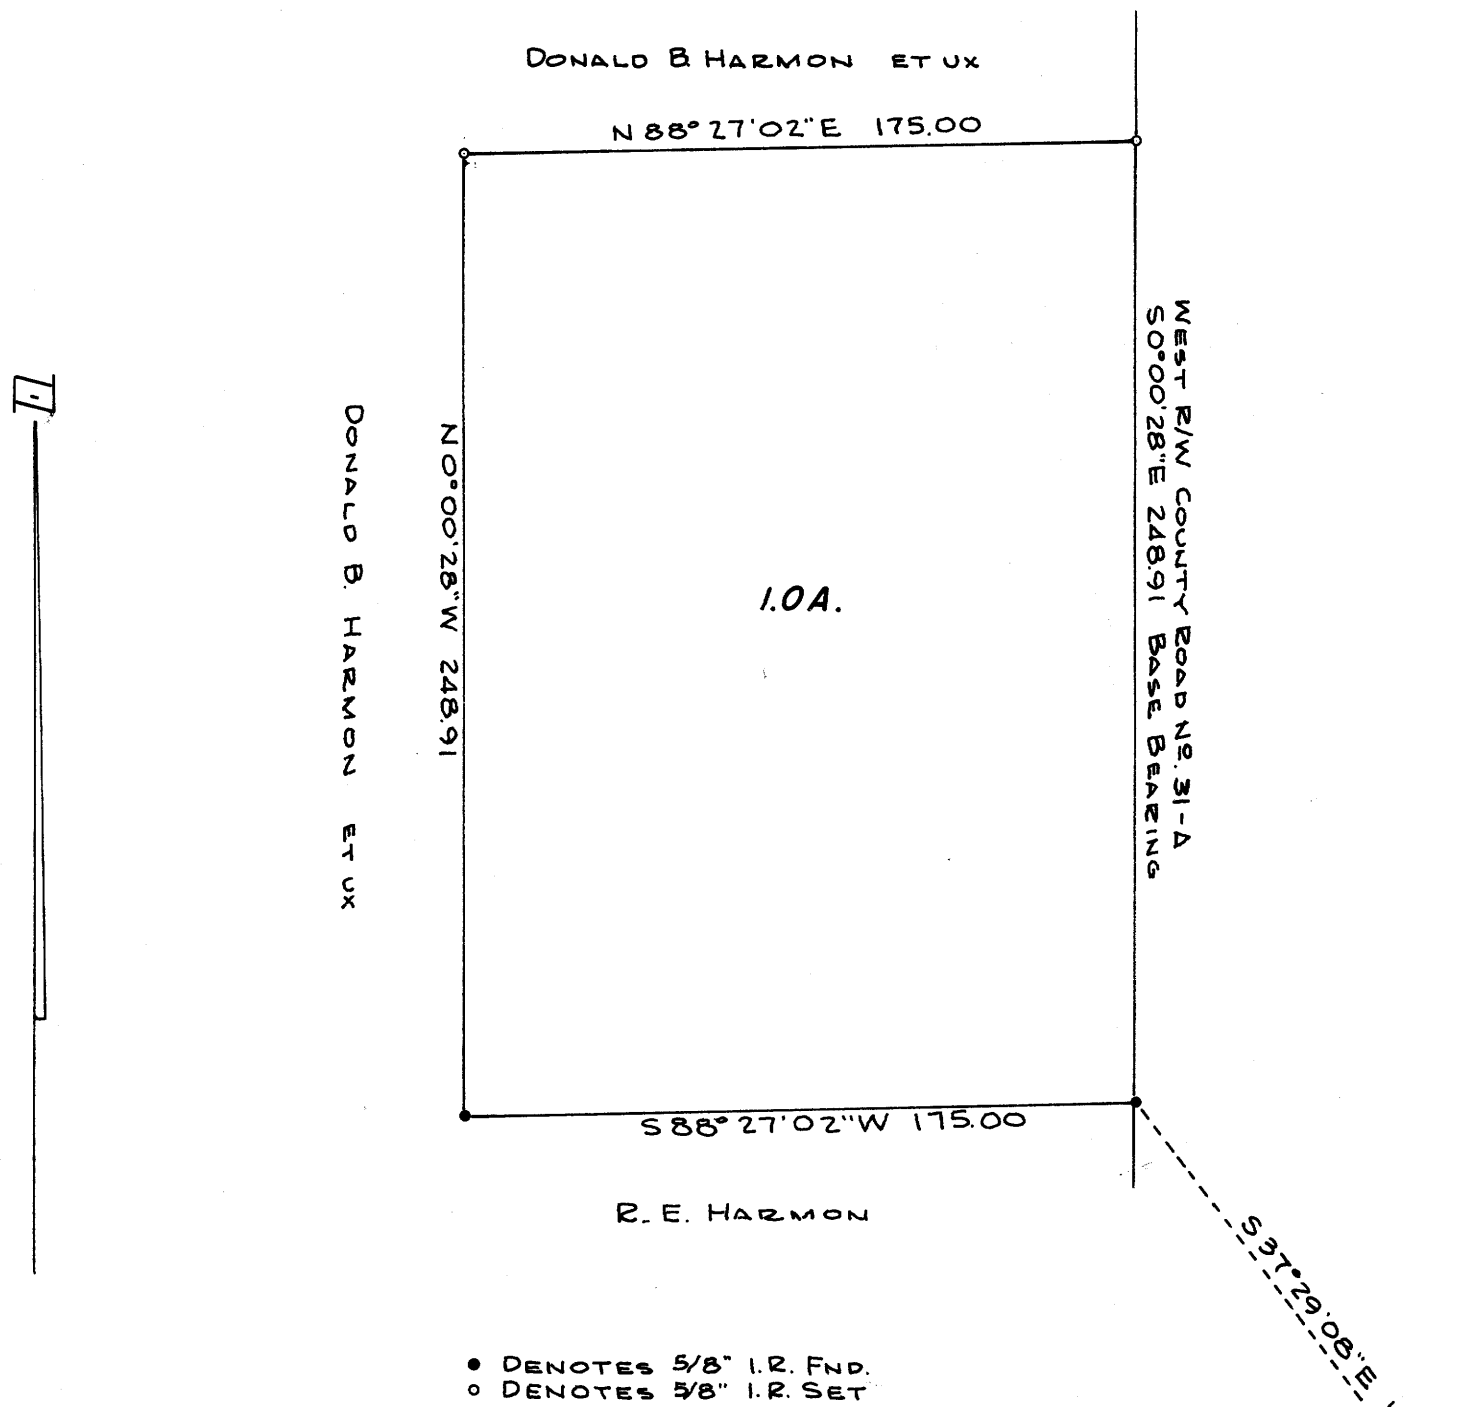 DONALD B. HARMON ET UX
N 88° 27' 02" E 175.00
WEST R/W COUNTY ROAD Nº. 31-A
S 0° 00' 28" E 248.91 BASE BEARING
N 0° 00' 28" W 248.91
DONALD B. HARMON ET UX
1.0 A.
S 88° 27' 02" W 175.00
R. E. HARMON
S 37° 29' 08" E
● DENOTES 5/8" I.R. FND.
○ DENOTES 5/8" I.R. SET